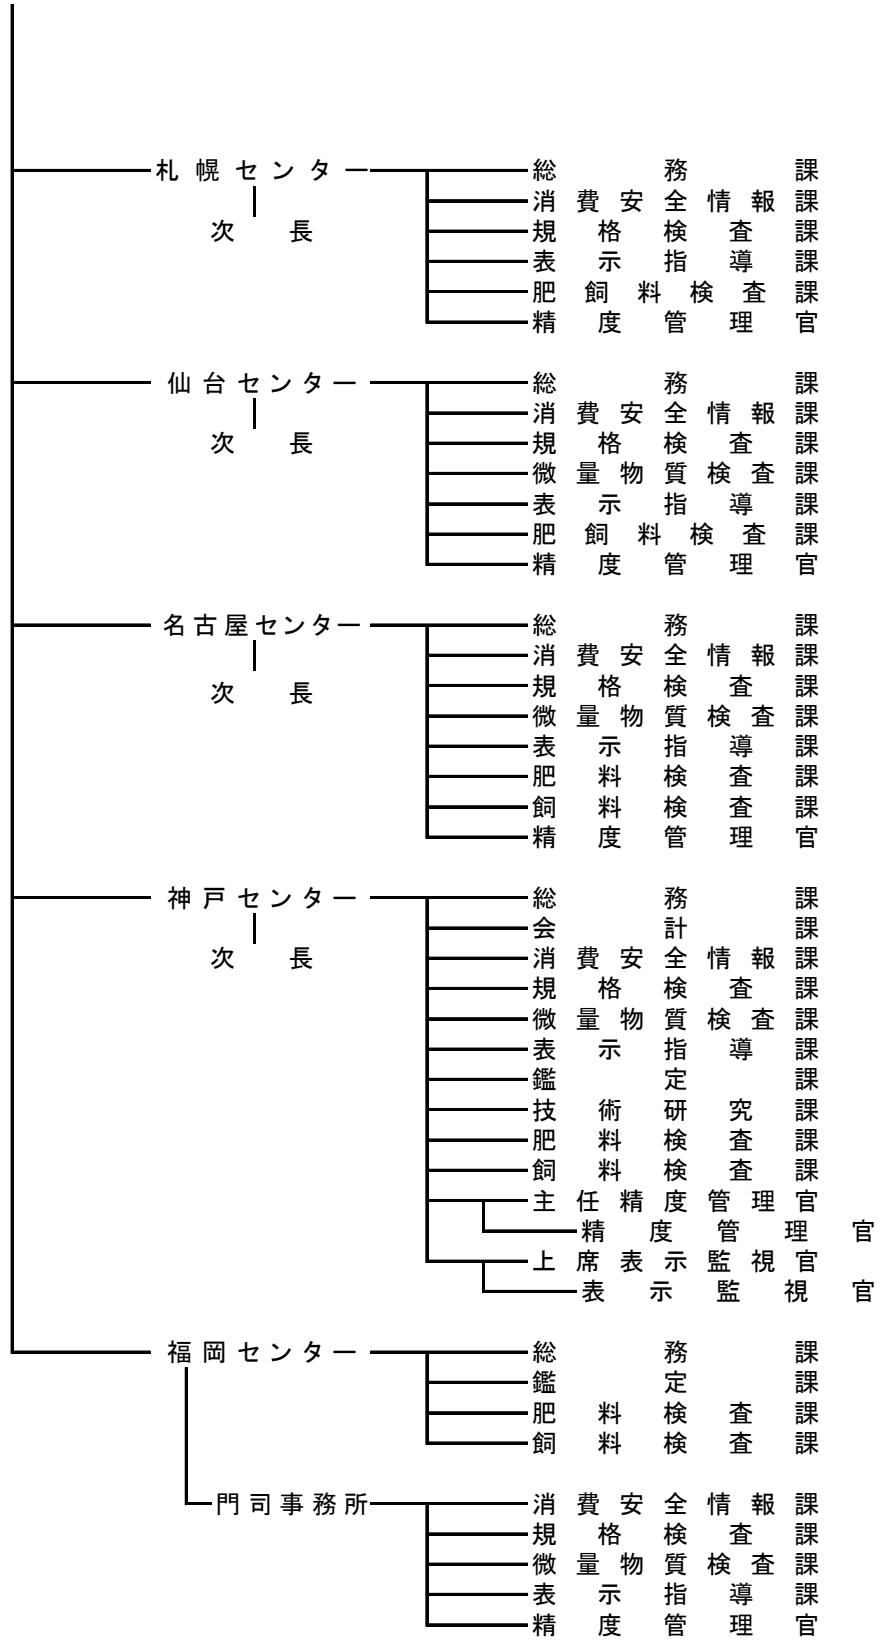 札幌センター 総務課
消費安全情報課
次長 規格検査課
表示指導課
肥飼料検査課
精度管理官
仙台センター 総務課
消費安全情報課
次長 規格検査課
微量物質検査課
表示指導課
肥飼料検査課
精度管理官
名古屋センター 総務課
消費安全情報課
次長 規格検査課
微量物質検査課
表示指導課
肥料検査課
飼料検査課
精度管理官
神戸センター 総務課
会計課
次長 消費安全情報課
規格検査課
微量物質検査課
表示指導課
鑑定課
技術研究課
肥料検査課
飼料検査課
主任精度管理官
精度管理官
上席表示監視官
表示監視官
福岡センター 総務課
鑑定課
肥料検査課
飼料検査課
門司事務所 消費安全情報課
規格検査課
微量物質検査課
表示指導課
精度管理官